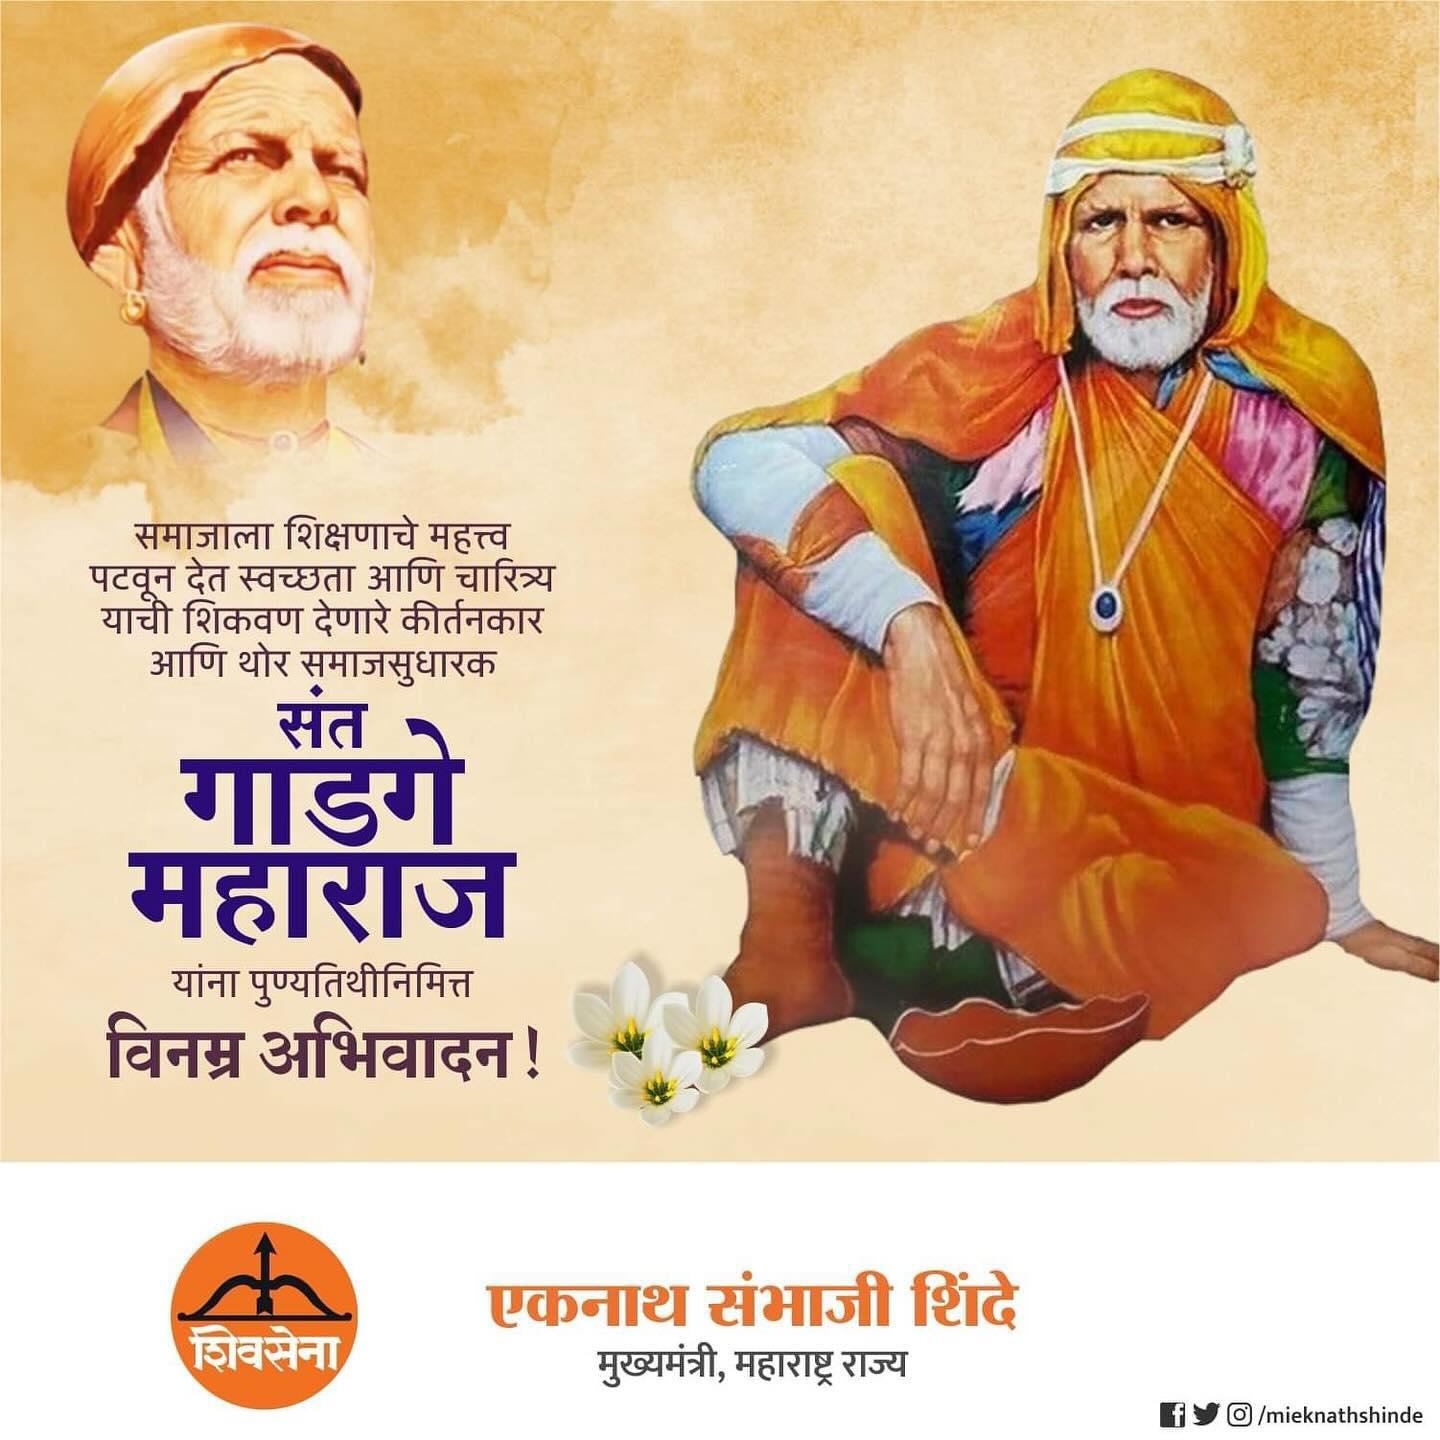 समाजाला शिक्षणाचे महत्त्व
पटवून देत स्वच्छता आणि चारित्र्य
याची शिकवण देणारे कीर्तनकार
आणि थोर समाजसुधारक
संत
गाडगे
महाराज
यांना पुण्यतिथीनिमित्त
विनम्र अभिवादन!
शिवसेना
एकनाथ संभाजी शिंदे
मुख्यमंत्री, महाराष्ट्र राज्य
/mieknathshinde